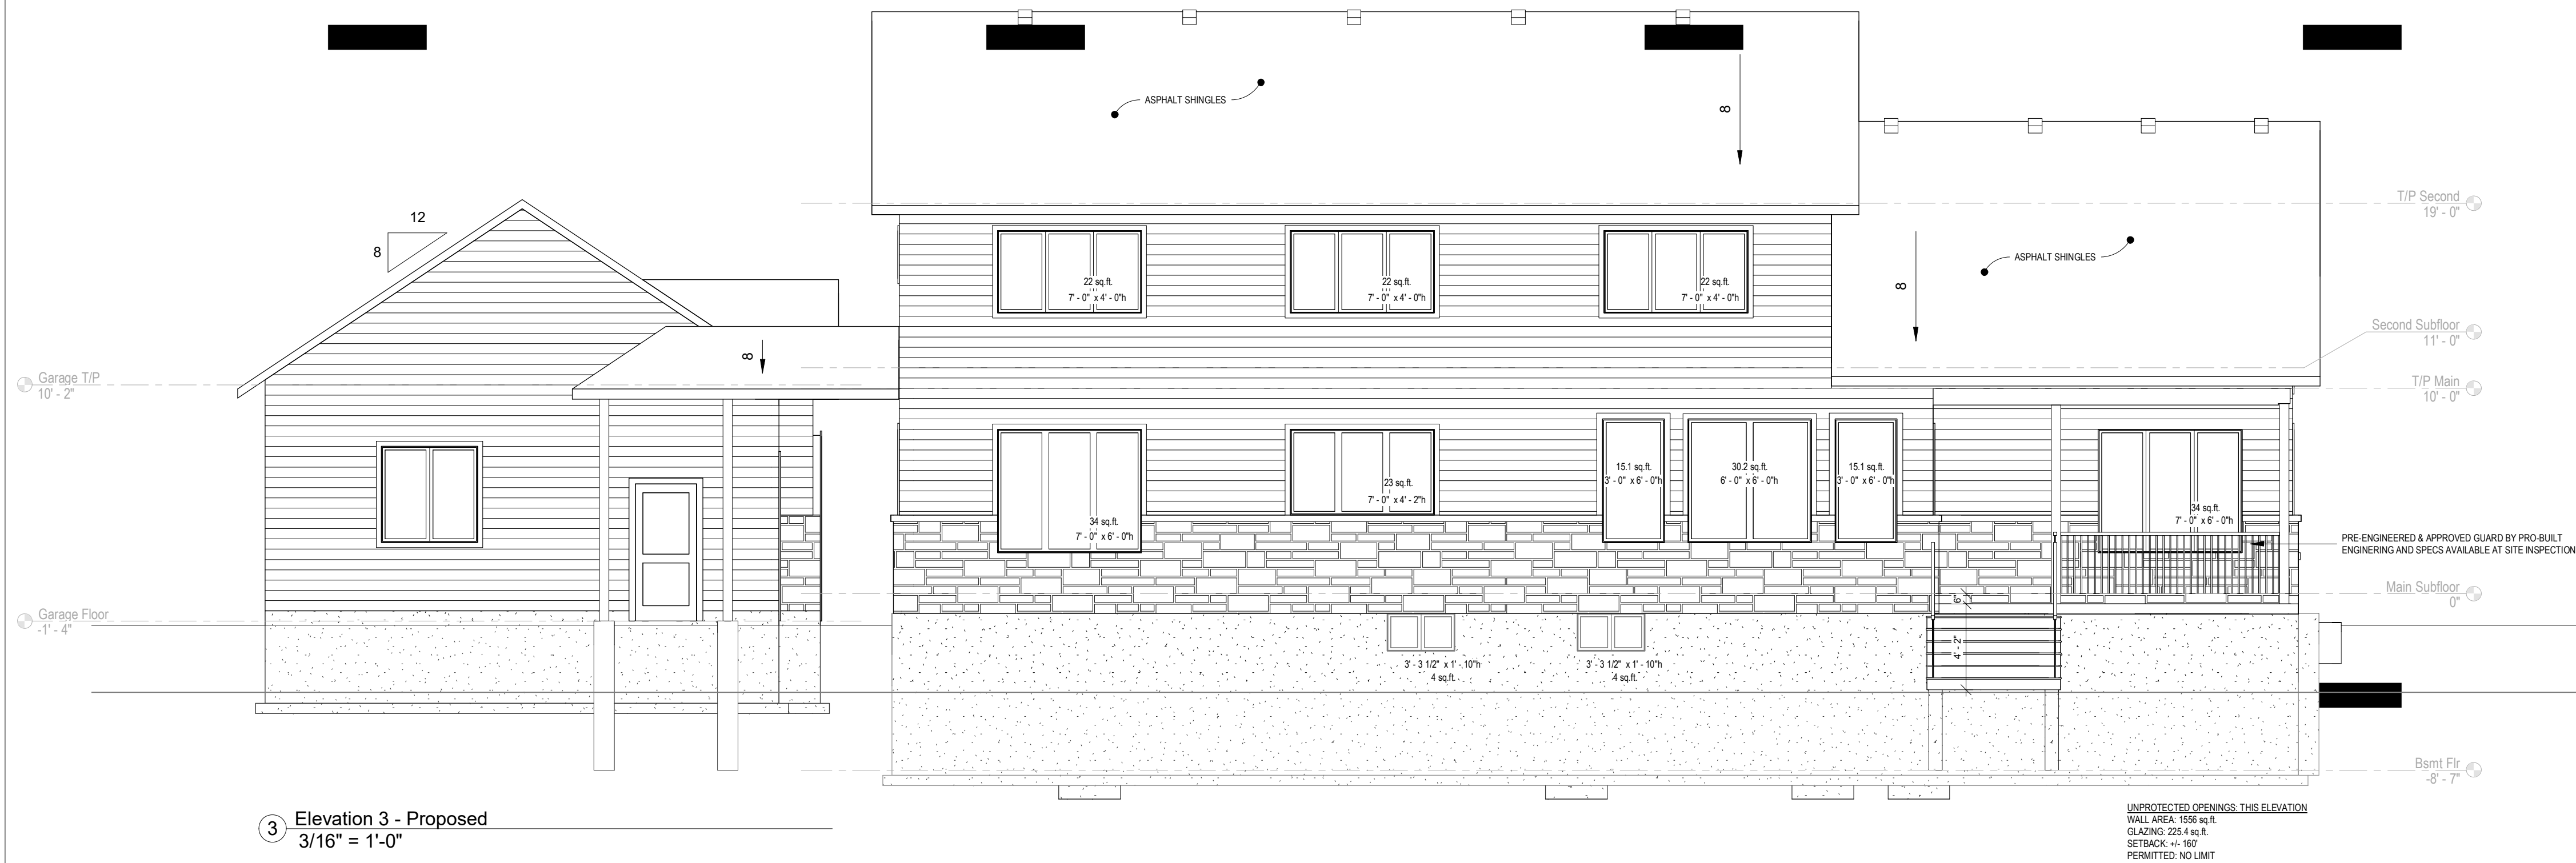 ASPHALT SHINGLES
8
T/P Second
19' - 0"
12
8
ASPHALT SHINGLES
22 sq.ft.
7' - 0" x 4' - 0"h
22 sq.ft.
7' - 0" x 4' - 0"h
22 sq.ft.
7' - 0" x 4' - 0"h
8
Second Subfloor
11' - 0"
8
Garage T/P
10' - 2"
T/P Main
10' - 0"
15.1 sq.ft.
3' - 0" x 6' - 0"h
30.2 sq.ft.
6' - 0" x 6' - 0"h
15.1 sq.ft.
3' - 0" x 6' - 0"h
23 sq.ft.
7' - 0" x 4' - 2"h
34 sq.ft.
7' - 0" x 6' - 0"h
34 sq.ft.
7' - 0" x 6' - 0"h
PRE-ENGINEERED & APPROVED GUARD BY PRO-BUILT
ENGINERING AND SPECS AVAILABLE AT SITE INSPECTION
Main Subfloor
0"
6"
Garage Floor
-1' - 4"
4' - 2"
3' - 3 1/2" x 1' - 10"h
4 sq.ft.
3' - 3 1/2" x 1' - 10"h
4 sq.ft.
Bsmt Flr
-8' - 7"
3
Elevation 3 - Proposed
3/16" = 1'-0"
UNPROTECTED OPENINGS: THIS ELEVATION
WALL AREA: 1556 sq.ft.
GLAZING: 225.4 sq.ft.
SETBACK: +/- 160'
PERMITTED: NO LIMIT